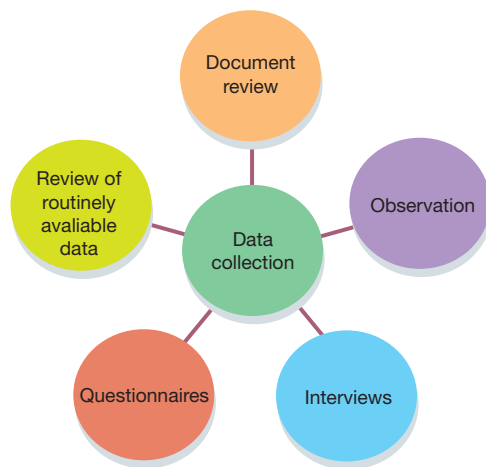 Document
review
Review of
routinely
avaliable
data
Observation
Data
collection
Questionnaires
Interviews